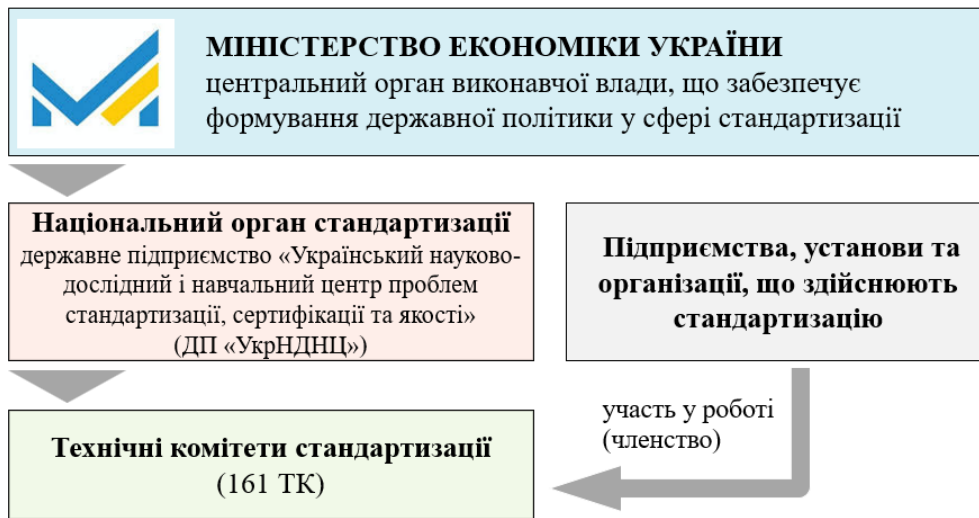 МІНІСТЕРСТВО ЕКОНОМІКИ УКРАЇНИ
центральний орган виконавчої влади, що забезпечує
формування державної політики у сфері стандартизації
Національний орган стандартизації
державне підприємство «Український науково-
дослідний і навчальний центр проблем
стандартизації, сертифікації та якості»
(ДП «УкрНДНЦ»)
Підприємства, установи та
організації, що здійснюють
стандартизацію
участь у роботі
(членство)
Технічні комітети стандартизації
(161 ТК)